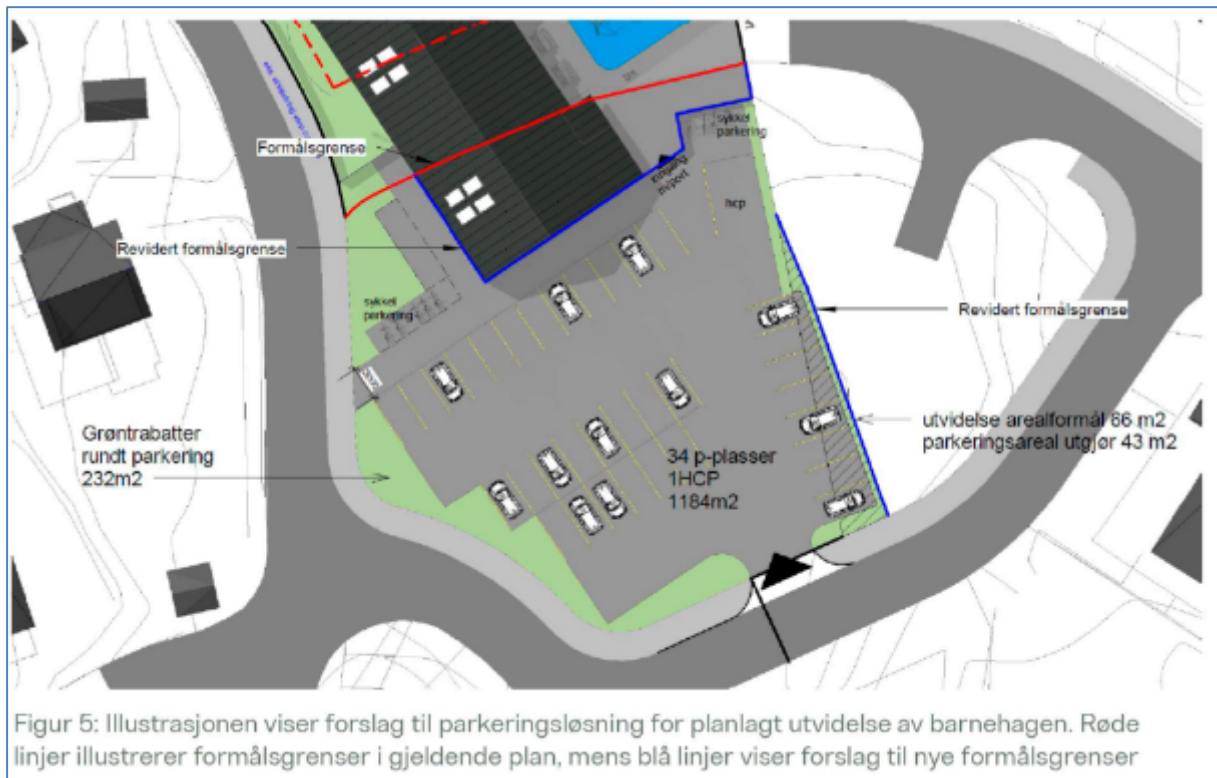 sykkel
parkering
Formålsgrense
inngang
m/port
hcp
Revidert formålsgrense
sykkel
parkering
Revidert formålsgrense
Grøntrabatter
rundt parkering
232m2
utvidelse arealformål 66 m2
parkeringsareal utgjør 43 m2
34 p-plasser
1HCP
1184m2
Figur 5: Illustrasjonen viser forslag til parkeringsløsning for planlagt utvidelse av barnehagen. Røde
linjer illustrerer formålsgrenser i gjeldende plan, mens blå linjer viser forslag til nye formålsgrenser